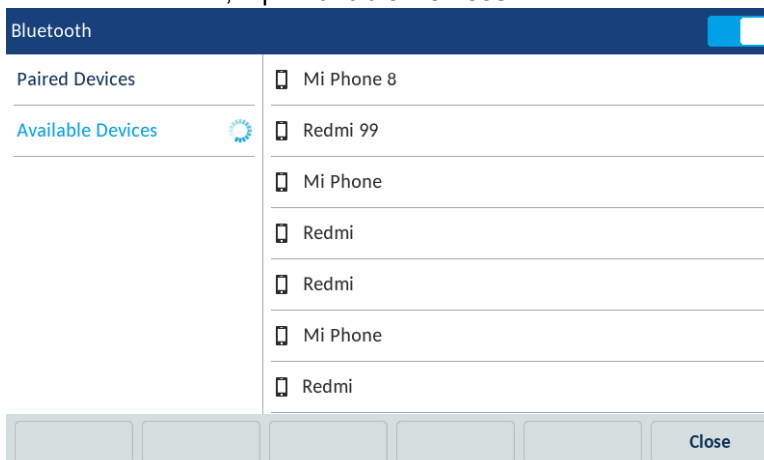 Bluetooth
Paired Devices
Available Devices
Mi Phone 8
Redmi 99
Mi Phone
Redmi
Redmi
Mi Phone
Redmi
Close